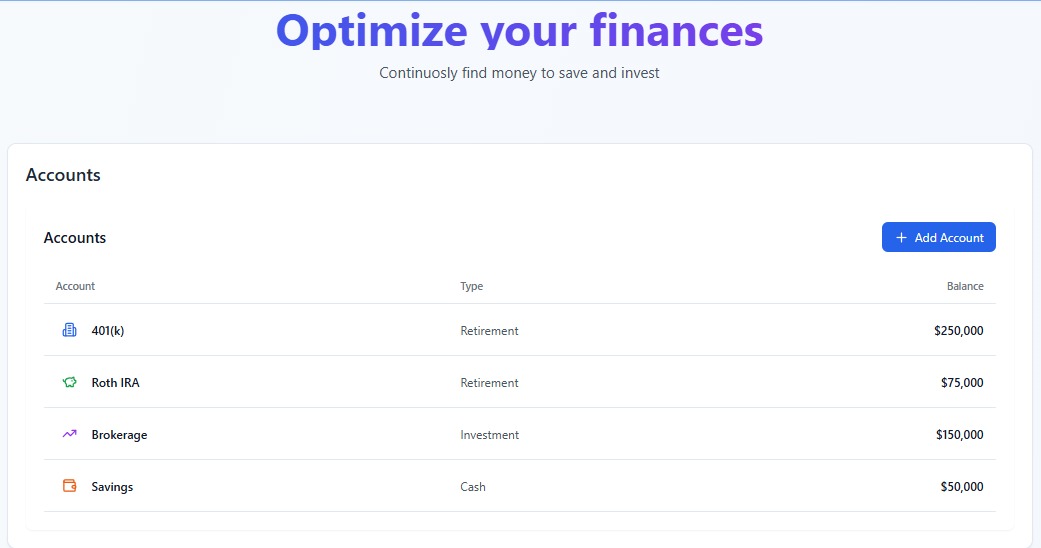 Optimize your finances
Continuosly find money to save and invest
Accounts
Accounts
+ Add Account
Account Type Balance
401(k) Retirement $250,000
Roth IRA Retirement $75,000
Brokerage Investment $150,000
Savings Cash $50,000